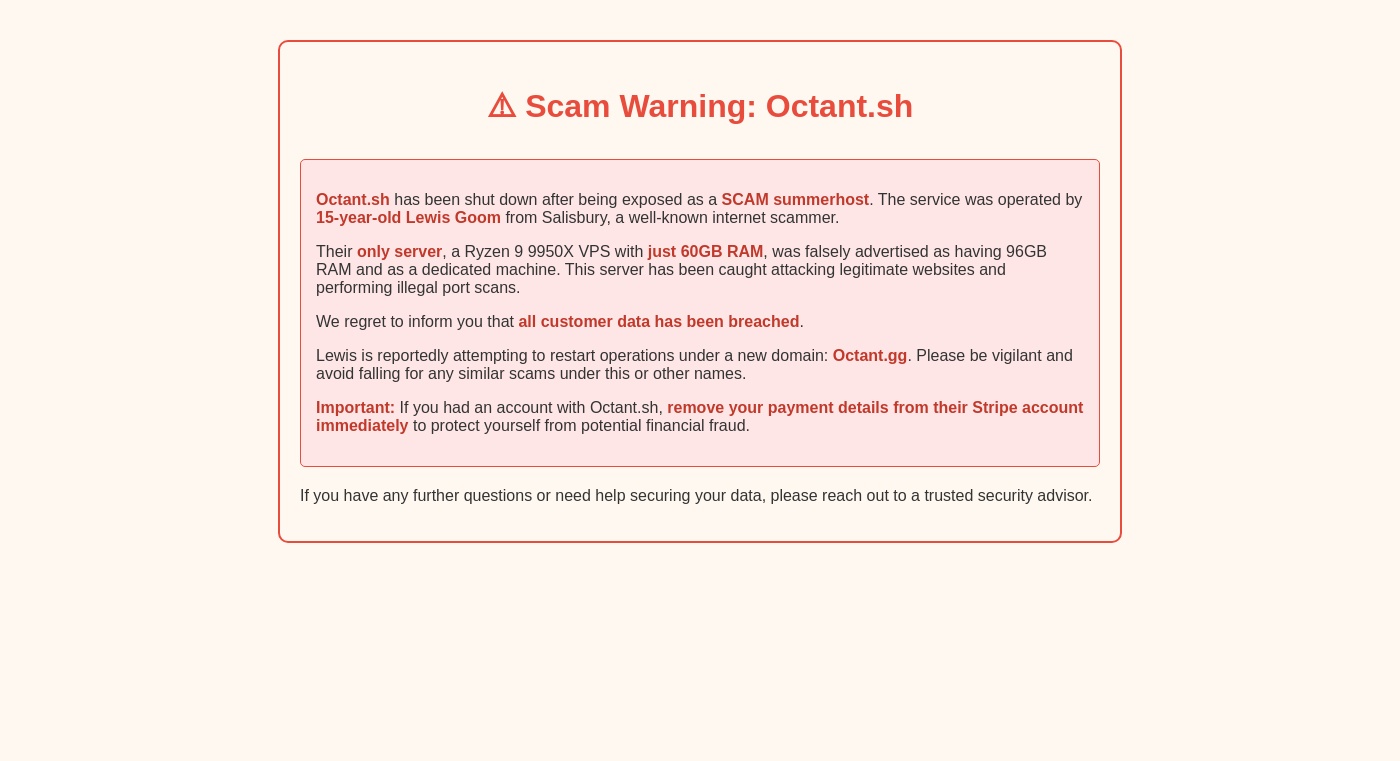 ⚠ Scam Warning: Octant.sh
Octant.sh has been shut down after being exposed as a SCAM summerhost. The service was operated by
15-year-old Lewis Goom from Salisbury, a well-known internet scammer.
Their only server, a Ryzen 9 9950X VPS with just 60GB RAM, was falsely advertised as having 96GB
RAM and as a dedicated machine. This server has been caught attacking legitimate websites and
performing illegal port scans.
We regret to inform you that all customer data has been breached.
Lewis is reportedly attempting to restart operations under a new domain: Octant.gg. Please be vigilant and
avoid falling for any similar scams under this or other names.
Important: If you had an account with Octant.sh, remove your payment details from their Stripe account
immediately to protect yourself from potential financial fraud.
If you have any further questions or need help securing your data, please reach out to a trusted security advisor.